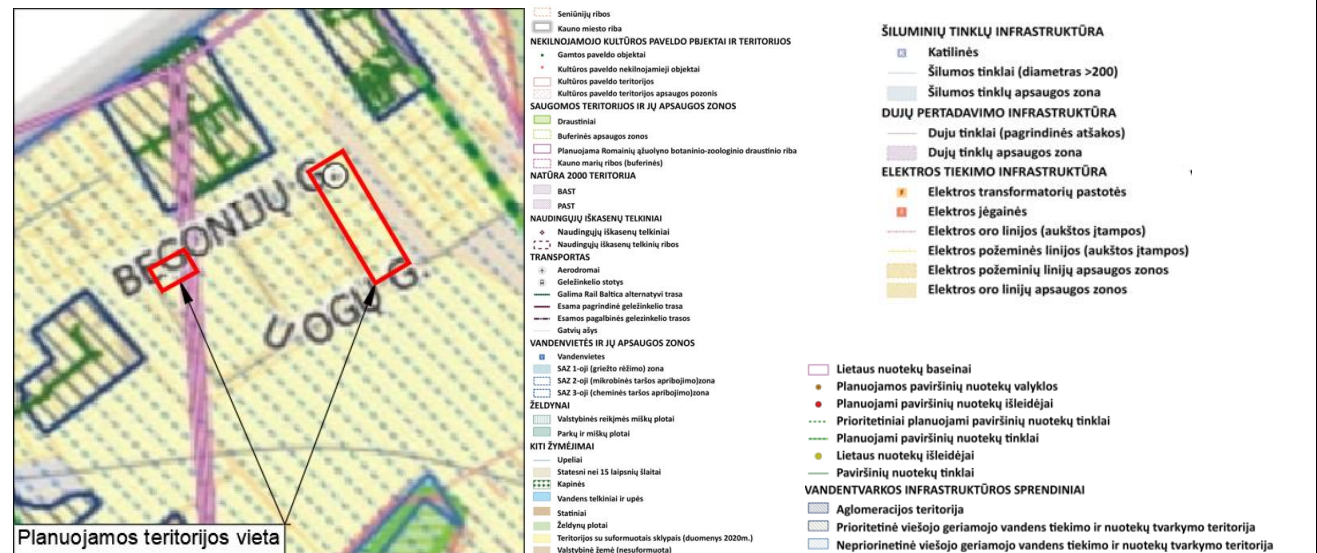 BEGONIJŲ G.
UOGŲ G.
Planuojamos teritorijos vieta
Seniūnijų ribos
Kauno miesto riba
NEKILNOJAMOJO KULTŪROS PAVELDO PBJEKTAI IR TERITORIJOS
Gamtos paveldo objektai
Kultūros paveldo nekilnojamieji objektai
Kultūros paveldo teritorijos
Kultūros paveldo teritorijos apsaugos pozonis
SAUGOMOS TERITORIJOS IR JŲ APSAUGOS ZONOS
Draustiniai
Buferinės apsaugos zonos
Planuojama Romainių ąžuolyno botaninio-zoologinio draustinio riba
Kauno marių ribos (buferinės)
NATŪRA 2000 TERITORIJA
BAST
PAST
NAUDINGŲJŲ IŠKASENŲ TELKINIAI
Naudingųjų iškasenų telkiniai
Naudingųjų iškasenų telkinių ribos
TRANSPORTAS
Aerodromai
Geležinkelio stotys
Galima Rail Baltica alternatyvi trasa
Esama pagrindinė geležinkelio trasa
Esamos pagalbinės gelezinkelio trasos
Gatvių ašys
VANDENVIETĖS IR JŲ APSAUGOS ZONOS
Vandenvietes
SAZ 1-oji (griežto rėžimo) zona
SAZ 2-oji (mikrobinės taršos apribojimo)zona
SAZ 3-oji (cheminės taršos apribojimo)zona
ŽELDYNAI
Valstybinės reikjmės miškų plotai
Parkų ir miškų plotai
KITI ŽYMĖJIMAI
Upeliai
Statesni nei 15 laipsnių šlaitai
Kapinės
Vandens telkiniai ir upės
Statiniai
Želdynų plotai
Teritorijos su suformuotais sklypais (duomenys 2020m.)
Valstybinė žemė (nesuformuota)
ŠILUMINIŲ TINKLŲ INFRASTRUKTŪRA
K Katilinės
Šilumos tinklai (diametras >200)
Šilumos tinklų apsaugos zona
DUJŲ PERTADAVIMO INFRASTRUKTŪRA
Duju tinklai (pagrindinės atšakos)
Dujų tinklų apsaugos zona
ELEKTROS TIEKIMO INFRASTRUKTŪRA
Elektros transformatorių pastotės
Elektros jėgainės
Elektros oro linijos (aukštos įtampos)
Elektros požeminės linijos (aukštos įtampos)
Elektros požeminių linijų apsaugos zonos
Elektros oro linijų apsaugos zonos
Lietaus nuotekų baseinai
Planuojamos paviršinių nuotekų valyklos
Planuojami paviršinių nuotekų išleidėjai
Prioritetiniai planuojami paviršinių nuotekų tinklai
Planuojami paviršinių nuotekų tinklai
Lietaus nuotekų išleidėjai
Paviršinių nuotekų tinklai
VANDENTVARKOS INFRASTRUKTŪROS SPRENDINIAI
Aglomeracijos teritorija
Prioritetinė viešojo geriamojo vandens tiekimo ir nuotekų tvarkymo teritorija
Nepriorinetinė viešojo geriamojo vandens tiekimo ir nuotekų tvarkymo teritorija